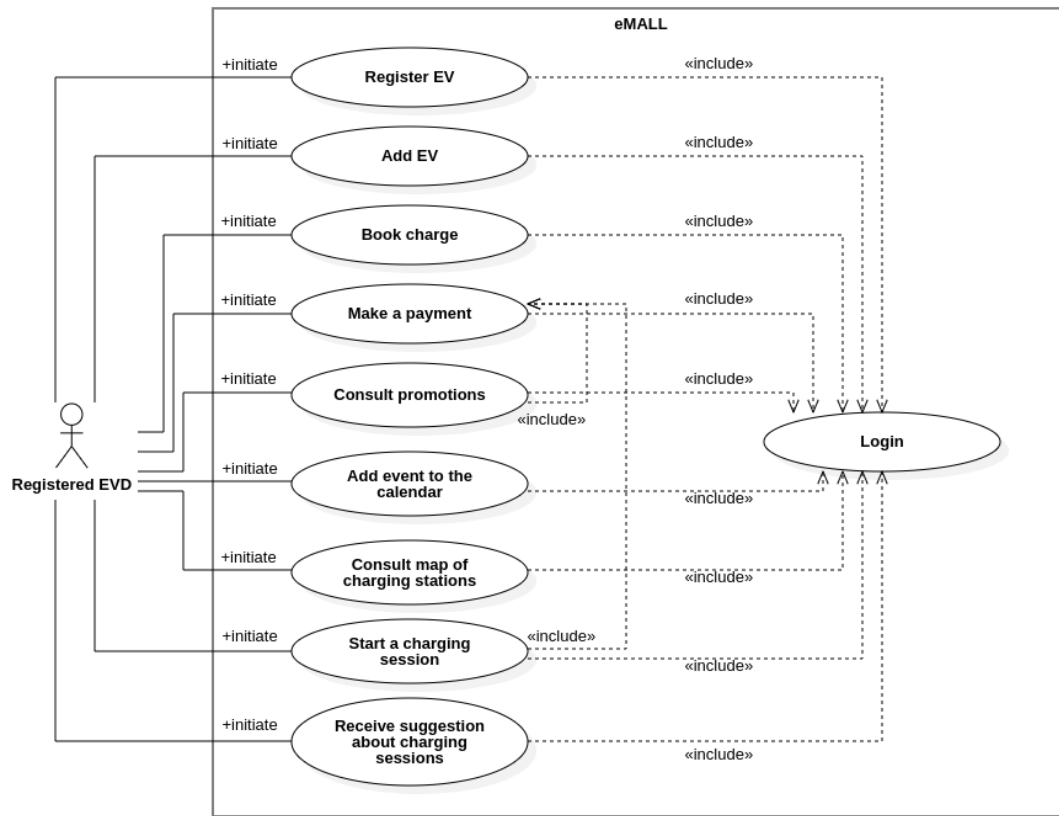 eMALL
+initiate
Register EV
«include»
+initiate
Add EV
«include»
+initiate
Book charge
«include»
+initiate
Make a payment
«include»
+initiate
Consult promotions
«include»
«include»
Login
Registered EVD
+initiate
Add event to the
calendar
«include»
+initiate
Consult map of
charging stations
«include»
+initiate
Start a charging
session
«include»
«include»
+initiate
Receive suggestion
about charging
sessions
«include»